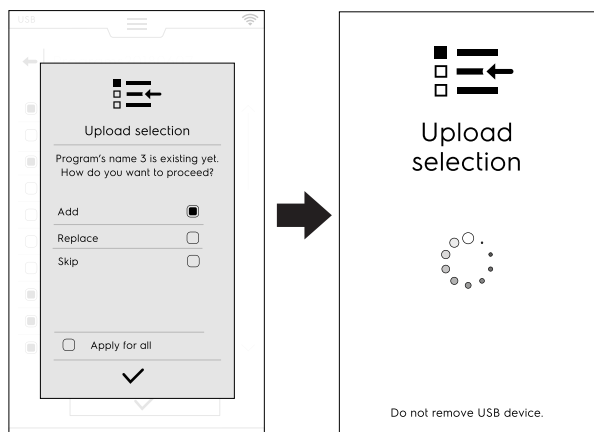 USB
Upload selection
Program's name 3 is existing yet.
How do you want to proceed?
Add
Replace
Skip
Apply for all
Upload
selection
Do not remove USB device.